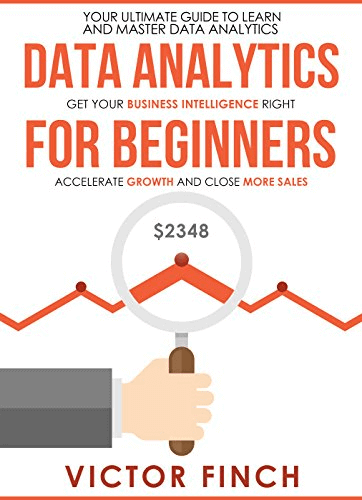 YOUR ULTIMATE GUIDE TO LEARN
AND MASTER DATA ANALYTICS
DATA ANALYTICS
GET YOUR BUSINESS INTELLIGENCE RIGHT
FOR BEGINNERS
ACCELERATE GROWTH AND CLOSE MORE SALES
$2348
VICTOR FINCH